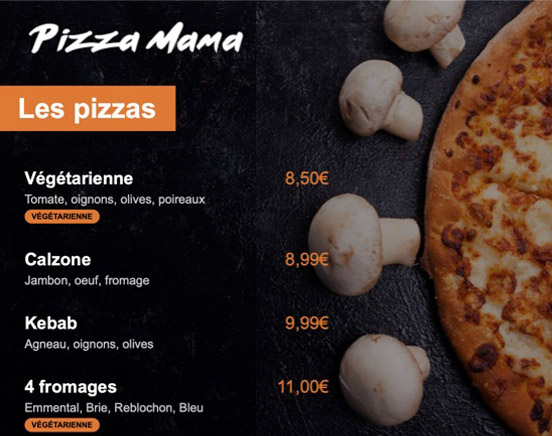 Pizza Mama
Les pizzas
Végétarienne 8,50€
Tomate, oignons, olives, poireaux
VÉGÉTARIENNE
Calzone 8,99€
Jambon, oeuf, fromage
Kebab 9,99€
Agneau, oignons, olives
4 fromages 11,00€
Emmental, Brie, Reblochon, Bleu
VÉGÉTARIENNE